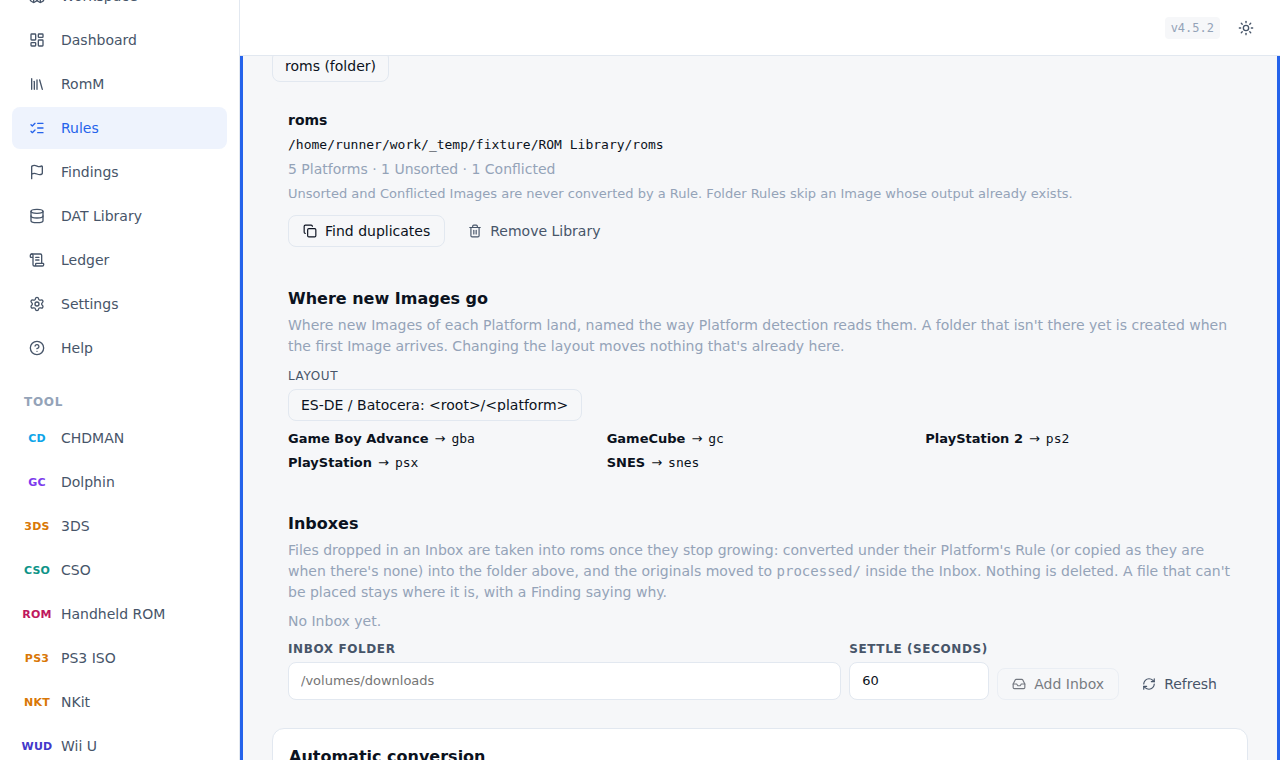 Workspace
Dashboard
RomM
Rules
Findings
DAT Library
Ledger
Settings
Help
TOOL
CD CHDMAN
GC Dolphin
3DS 3DS
CSO CSO
ROM Handheld ROM
PS3 PS3 ISO
NKT NKit
WUD Wii U
v4.5.2
roms (folder)
roms
/home/runner/work/_temp/fixture/ROM Library/roms
5 Platforms · 1 Unsorted · 1 Conflicted
Unsorted and Conflicted Images are never converted by a Rule. Folder Rules skip an Image whose output already exists.
Find duplicates Remove Library
Where new Images go
Where new Images of each Platform land, named the way Platform detection reads them. A folder that isn't there yet is created when
the first Image arrives. Changing the layout moves nothing that's already here.
LAYOUT
ES-DE / Batocera: <root>/<platform>
Game Boy Advance → gba GameCube → gc PlayStation 2 → ps2
PlayStation → psx SNES → snes
Inboxes
Files dropped in an Inbox are taken into roms once they stop growing: converted under their Platform's Rule (or copied as they are
when there's none) into the folder above, and the originals moved to processed/ inside the Inbox. Nothing is deleted. A file that can't
be placed stays where it is, with a Finding saying why.
No Inbox yet.
INBOX FOLDER SETTLE (SECONDS)
/volumes/downloads 60 Add Inbox Refresh
Automatic conversion